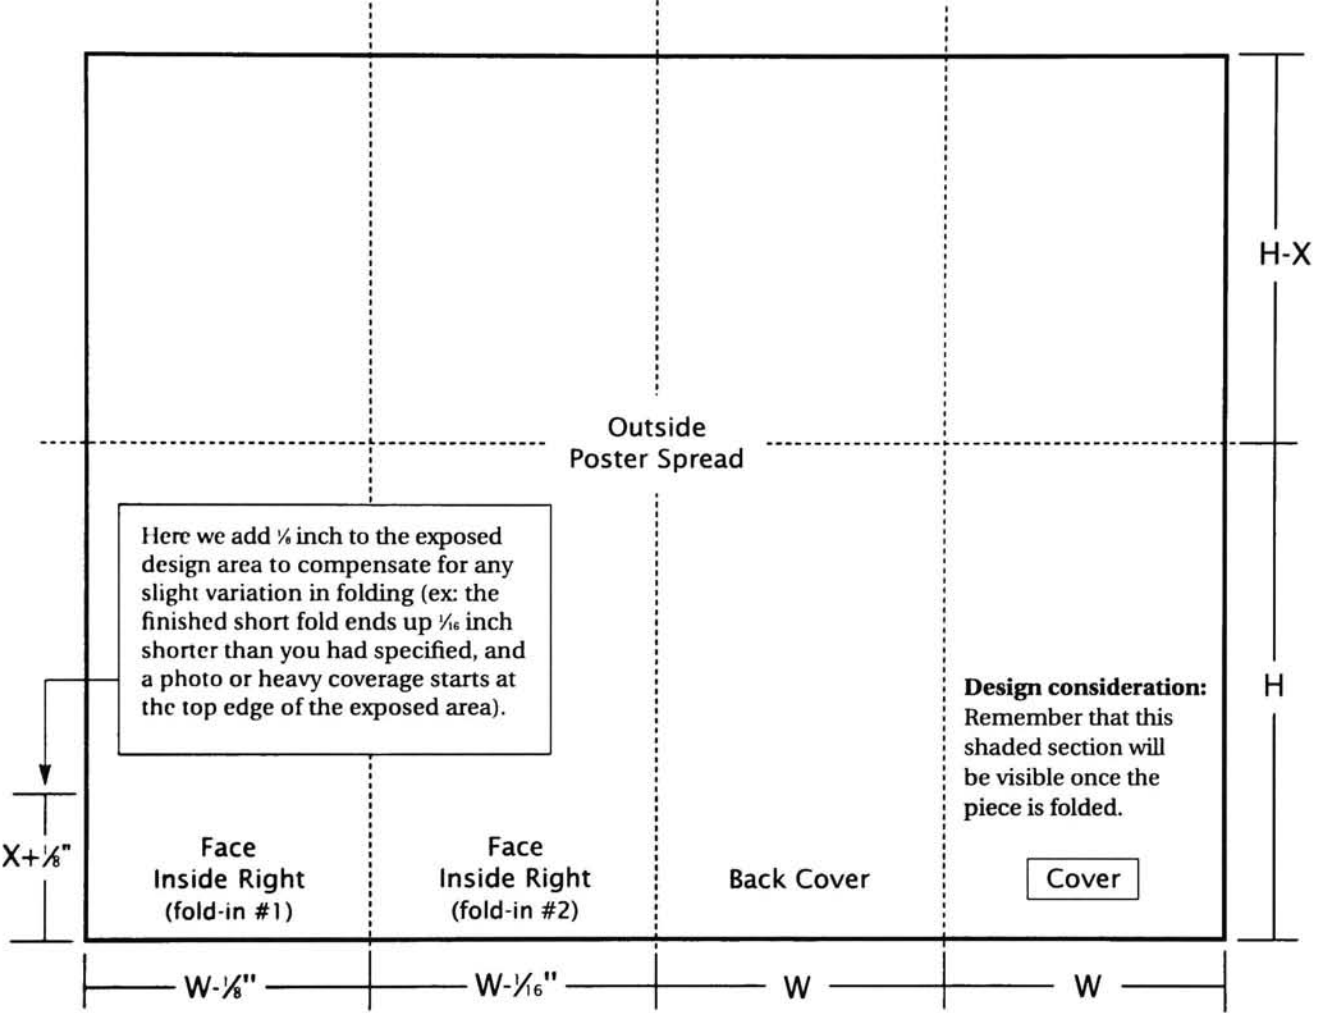 H-X
Outside
Poster Spread
Here we add ⅛ inch to the exposed
design area to compensate for any
slight variation in folding (ex: the
finished short fold ends up 1⁄16 inch
shorter than you had specified, and
a photo or heavy coverage starts at
the top edge of the exposed area).
Design consideration:
Remember that this
shaded section will
be visible once the
piece is folded.
H
X+⅛"
Face
Inside Right
(fold-in #1)
Face
Inside Right
(fold-in #2)
Back Cover
Cover
W-⅛"
W-1⁄16"
W
W